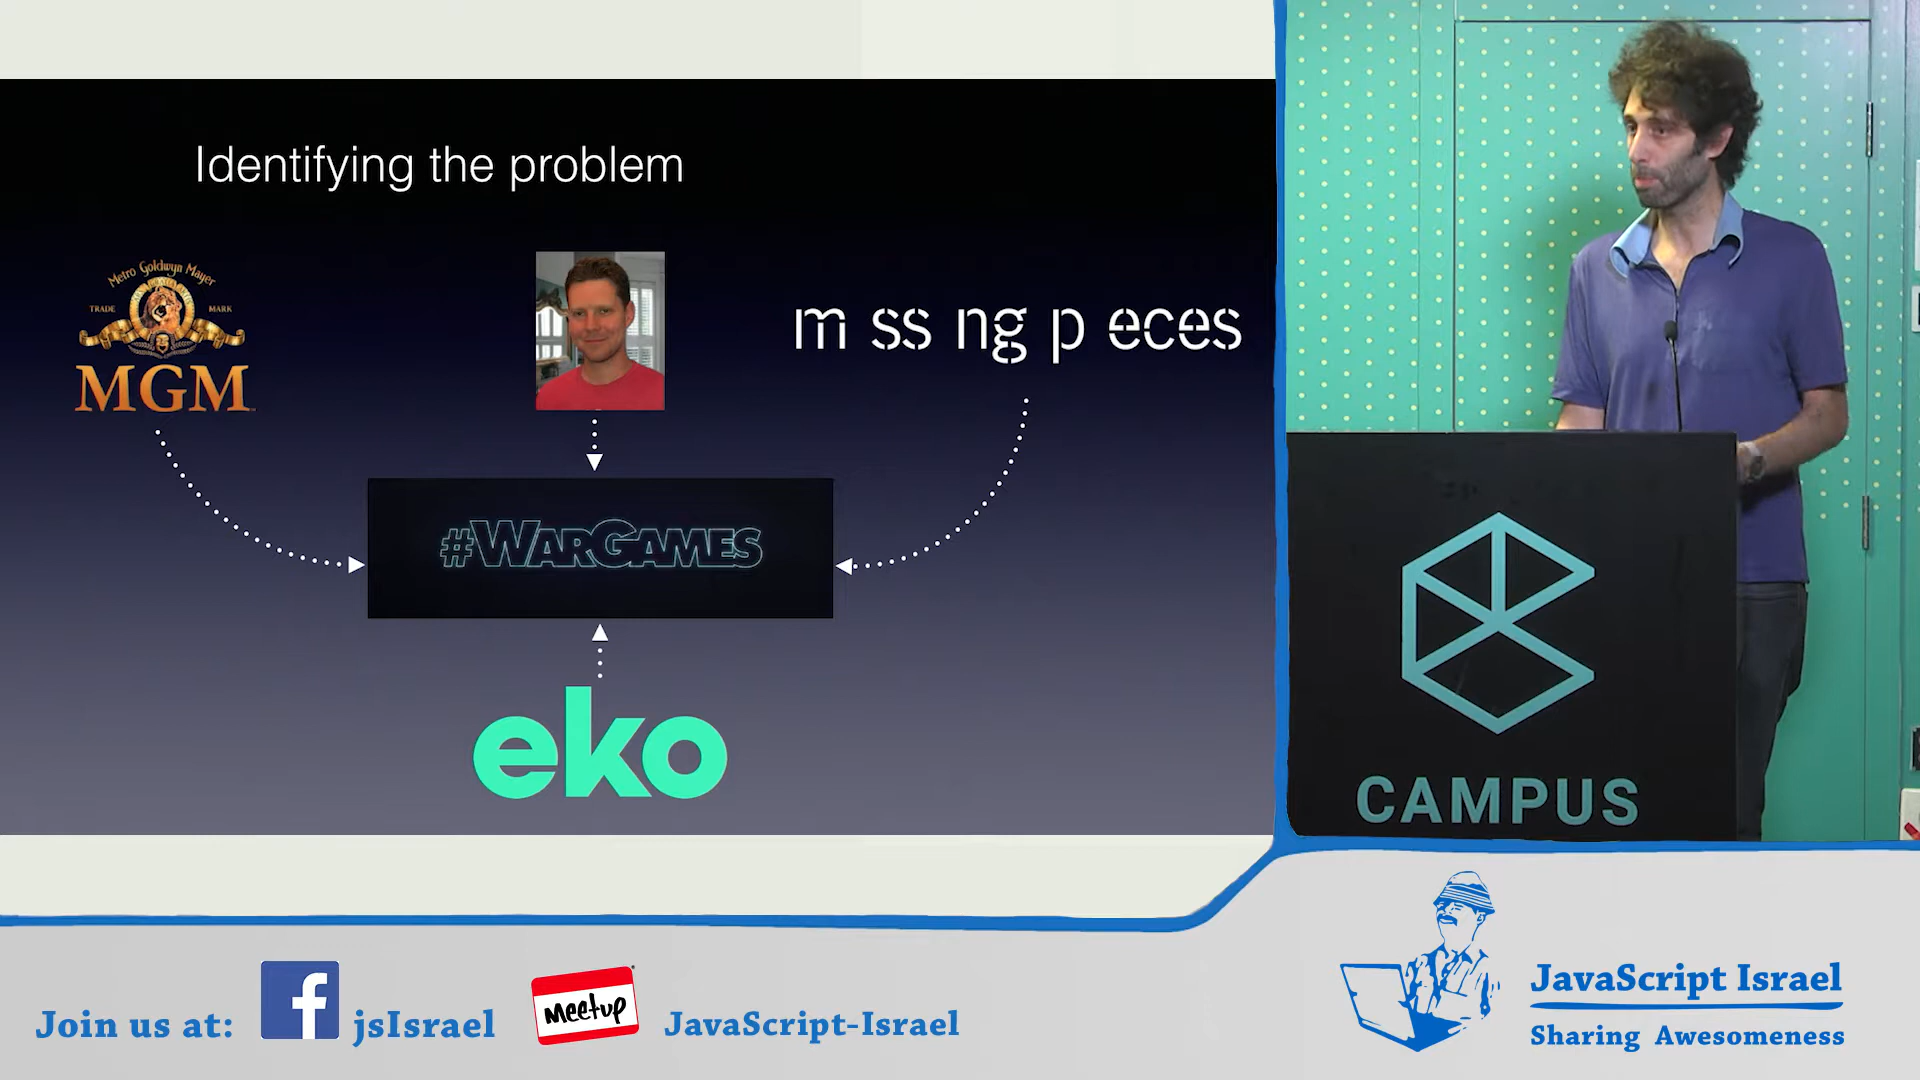 Identifying the problem
Metro Goldwyn Mayer
TRADE MARK
MGM
m ss ng p eces
#WARGAMES
eko
CAMPUS
Join us at:
jsIsrael
Meetup
JavaScript-Israel
JavaScript Israel
Sharing Awesomeness